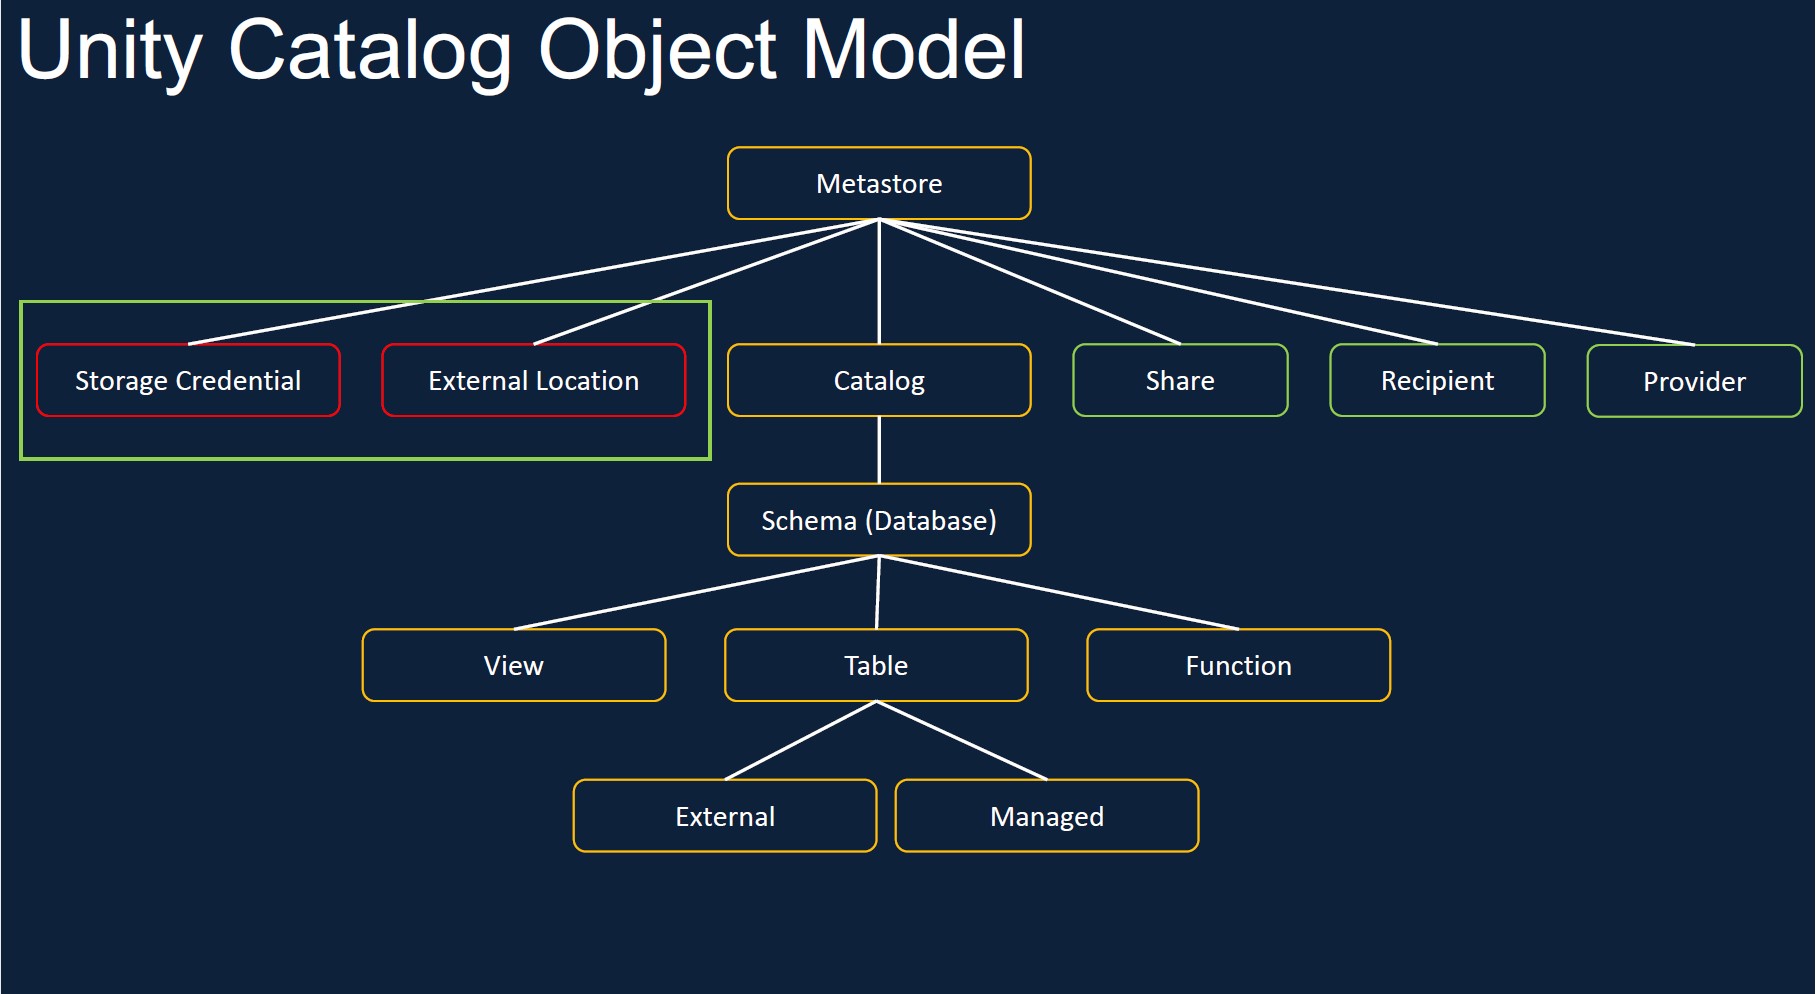 Unity Catalog Object Model
Metastore
Storage Credential
External Location
Catalog
Share
Recipient
Provider
Schema (Database)
View
Table
Function
External
Managed